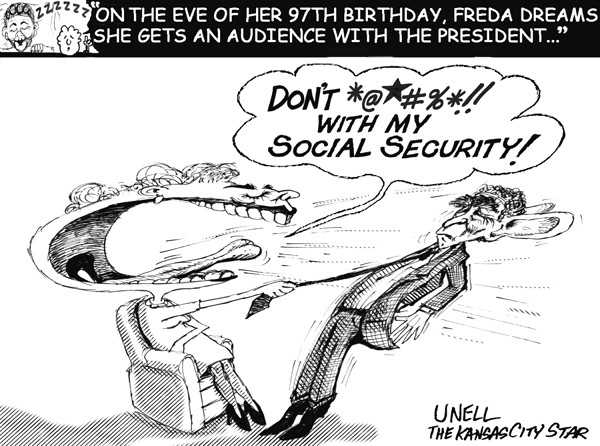 ZZZZZZZ
"ON THE EVE OF HER 97TH BIRTHDAY, FREDA DREAMS
SHE GETS AN AUDIENCE WITH THE PRESIDENT..."
DON'T *@★#%*!!
WITH MY
SOCIAL SECURITY!
UNELL
THE KANSAS CITY STAR